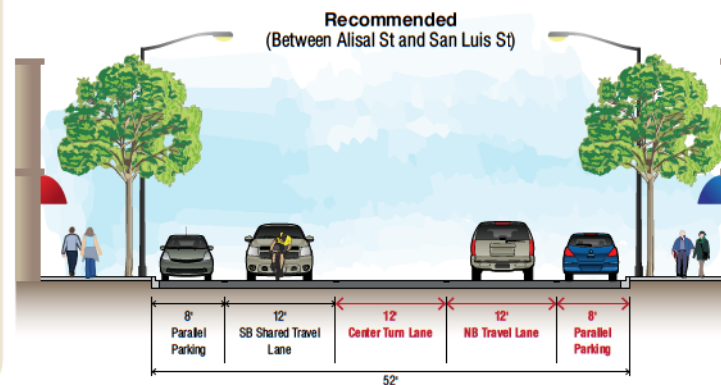 Recommended
(Between Alisal St and San Luis St)
8'
Parallel
Parking
12'
SB Shared Travel
Lane
12'
Center Turn Lane
12'
NB Travel Lane
8'
Parallel
Parking
52'